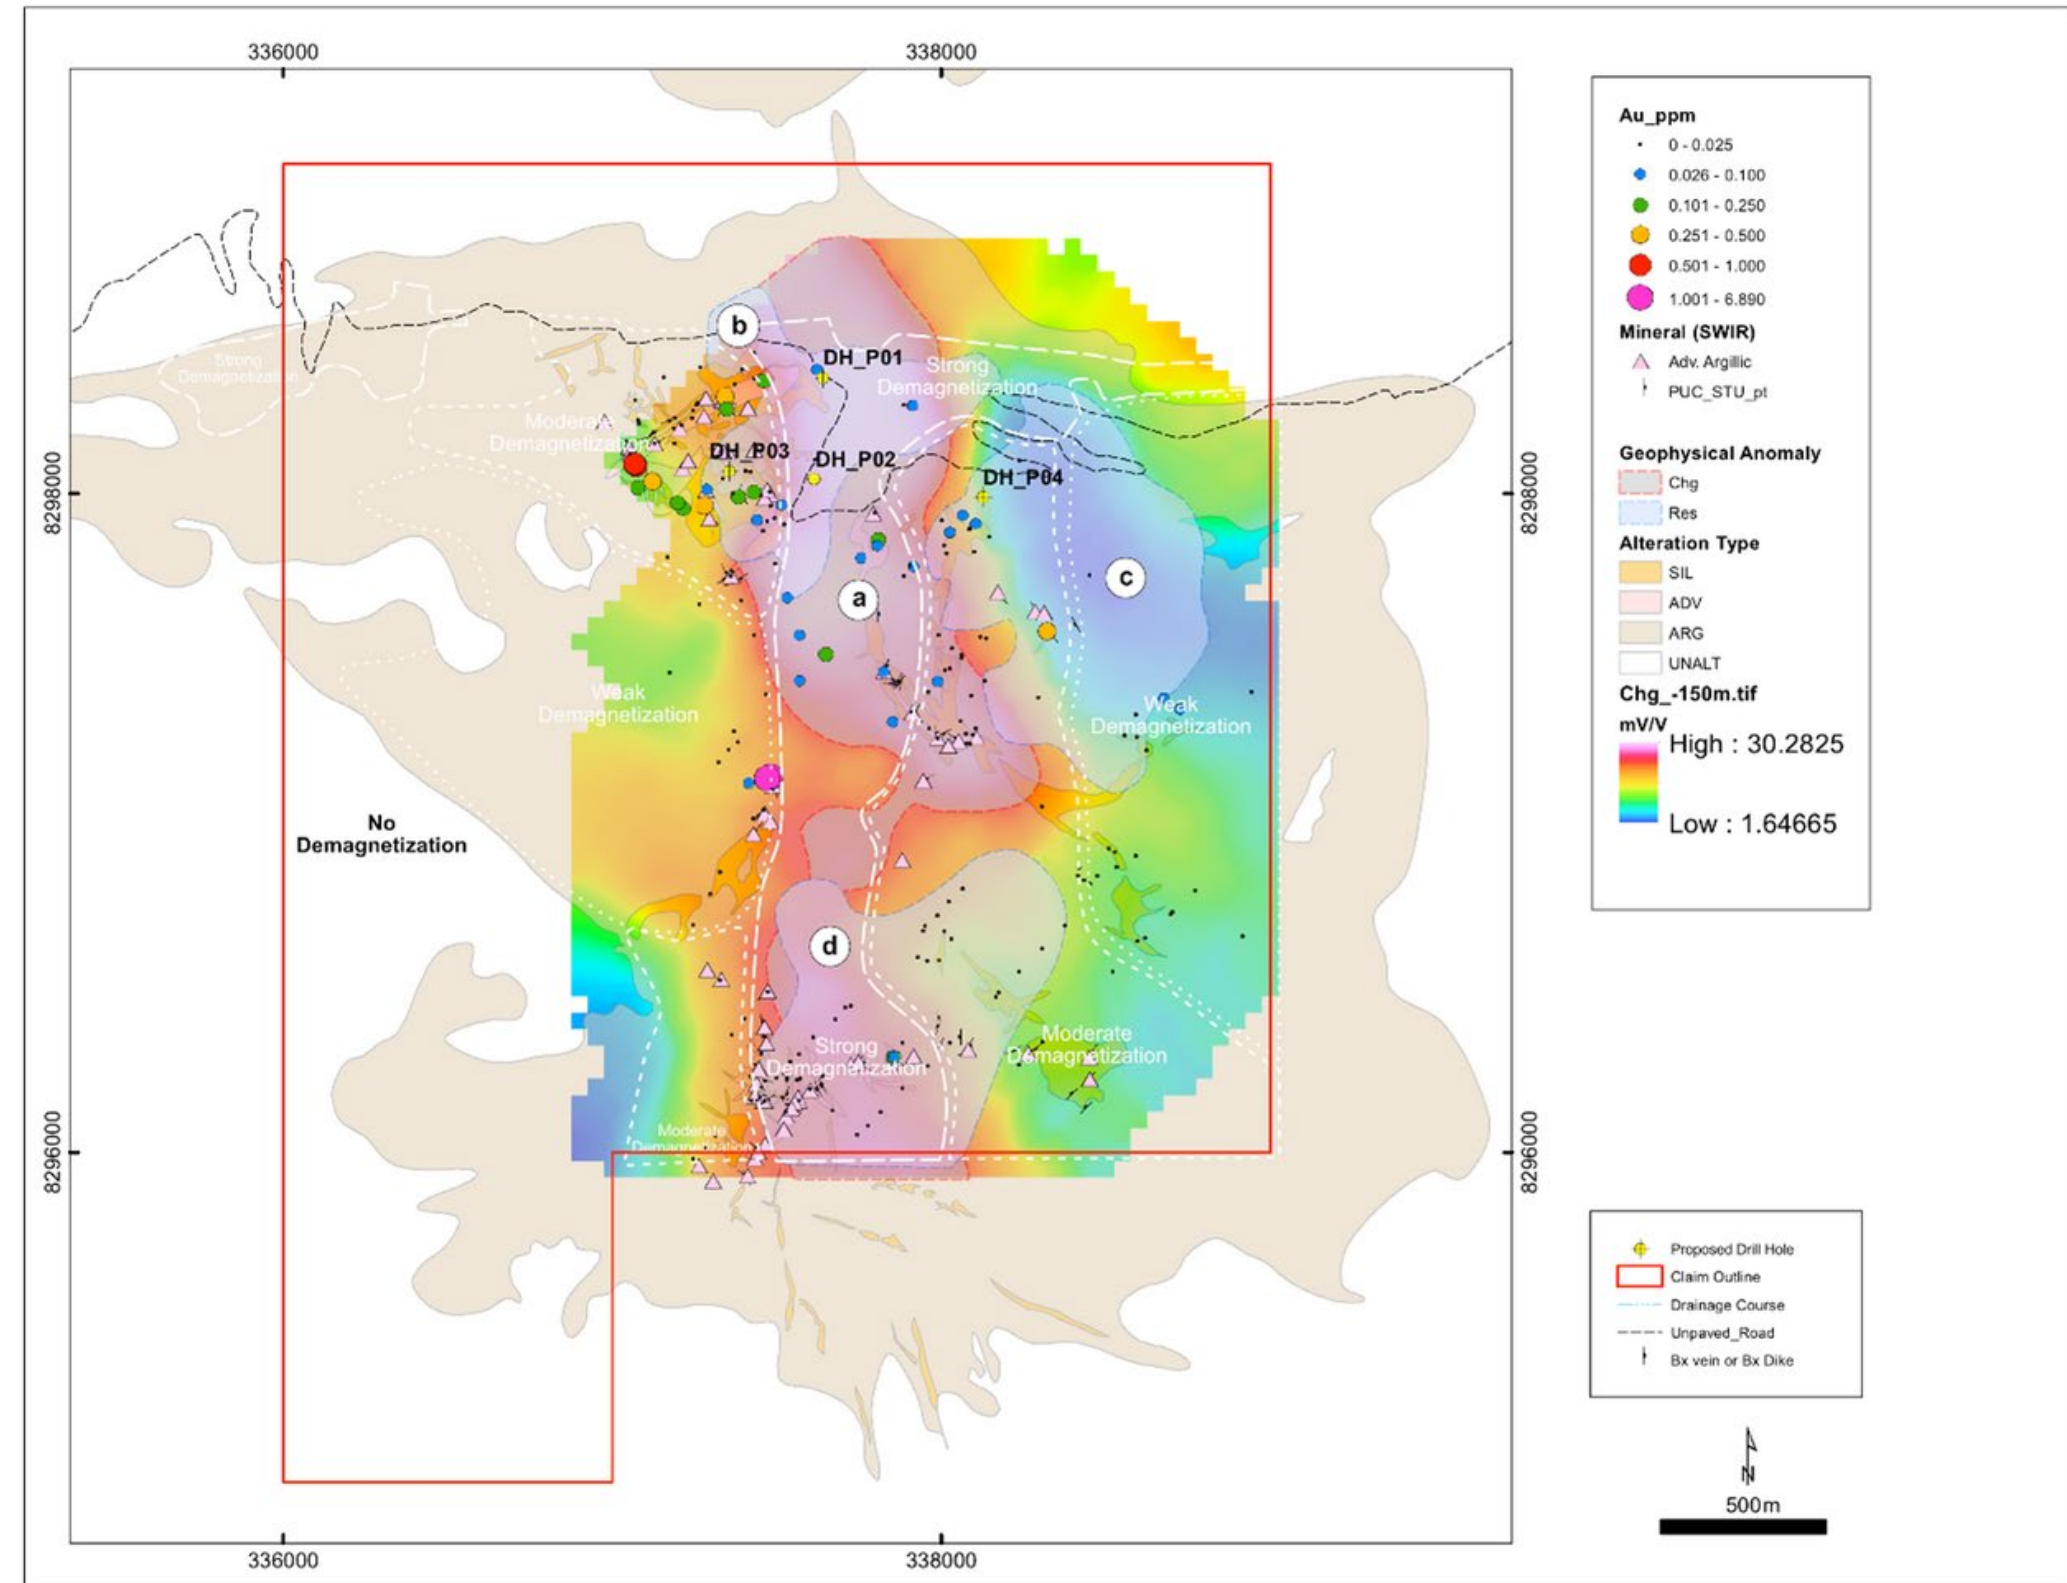 336000
338000
8298000
8298000
8296000
8296000
336000
338000
Strong
Demagnetization
b
DH_P01
Strong
Demagnetization
Moderate
Demagnetization
DH_P03
DH_P02
DH_P04
a
c
Weak
Demagnetization
Weak
Demagnetization
No
Demagnetization
d
Strong
Demagnetization
Moderate
Demagnetization
Moderate
Demagnetization
Au_ppm
0 - 0.025
0.026 - 0.100
0.101 - 0.250
0.251 - 0.500
0.501 - 1.000
1.001 - 6.890
Mineral (SWIR)
Adv. Argillic
PUC_STU_pt
Geophysical Anomaly
Chg
Res
Alteration Type
SIL
ADV
ARG
UNALT
Chg_-150m.tif
mV/V
High : 30.2825
Low : 1.64665
Proposed Drill Hole
Claim Outline
Drainage Course
Unpaved_Road
Bx vein or Bx Dike
N
500m